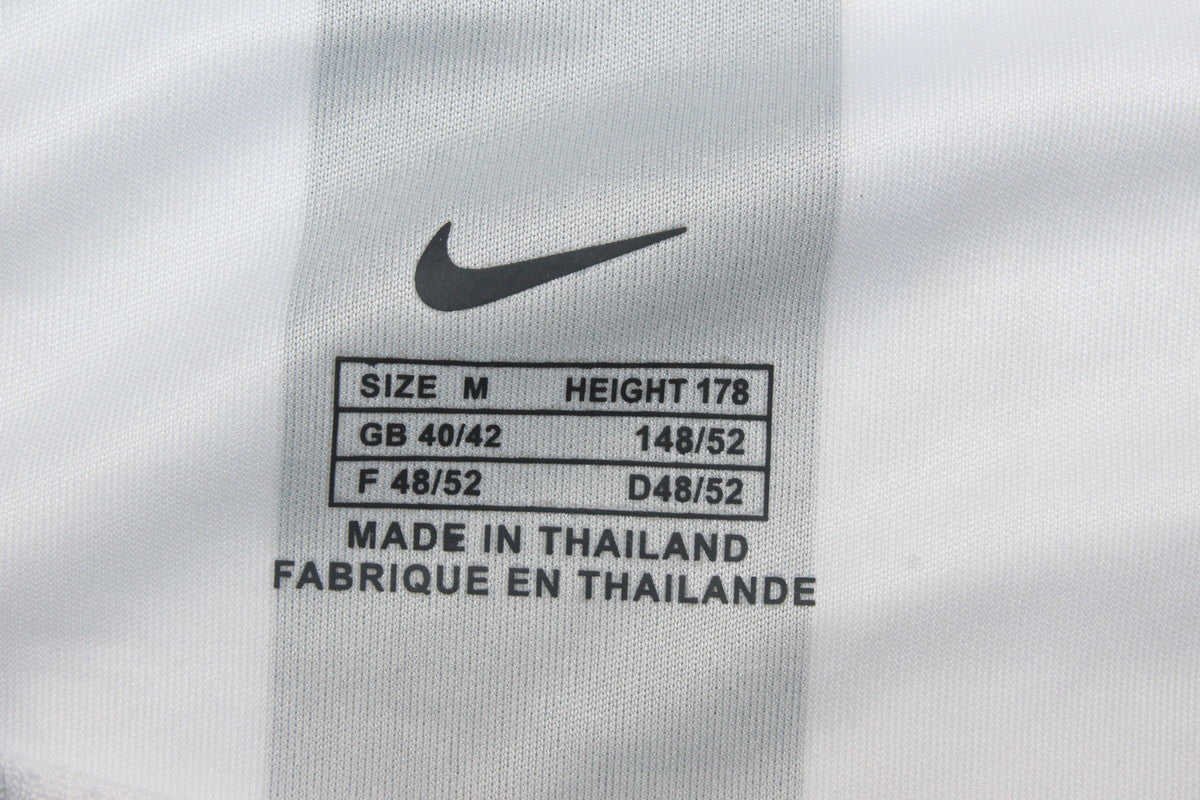 SIZE M HEIGHT 178
GB 40/42 148/52
F 48/52 D48/52
MADE IN THAILAND
FABRIQUE EN THAILANDE